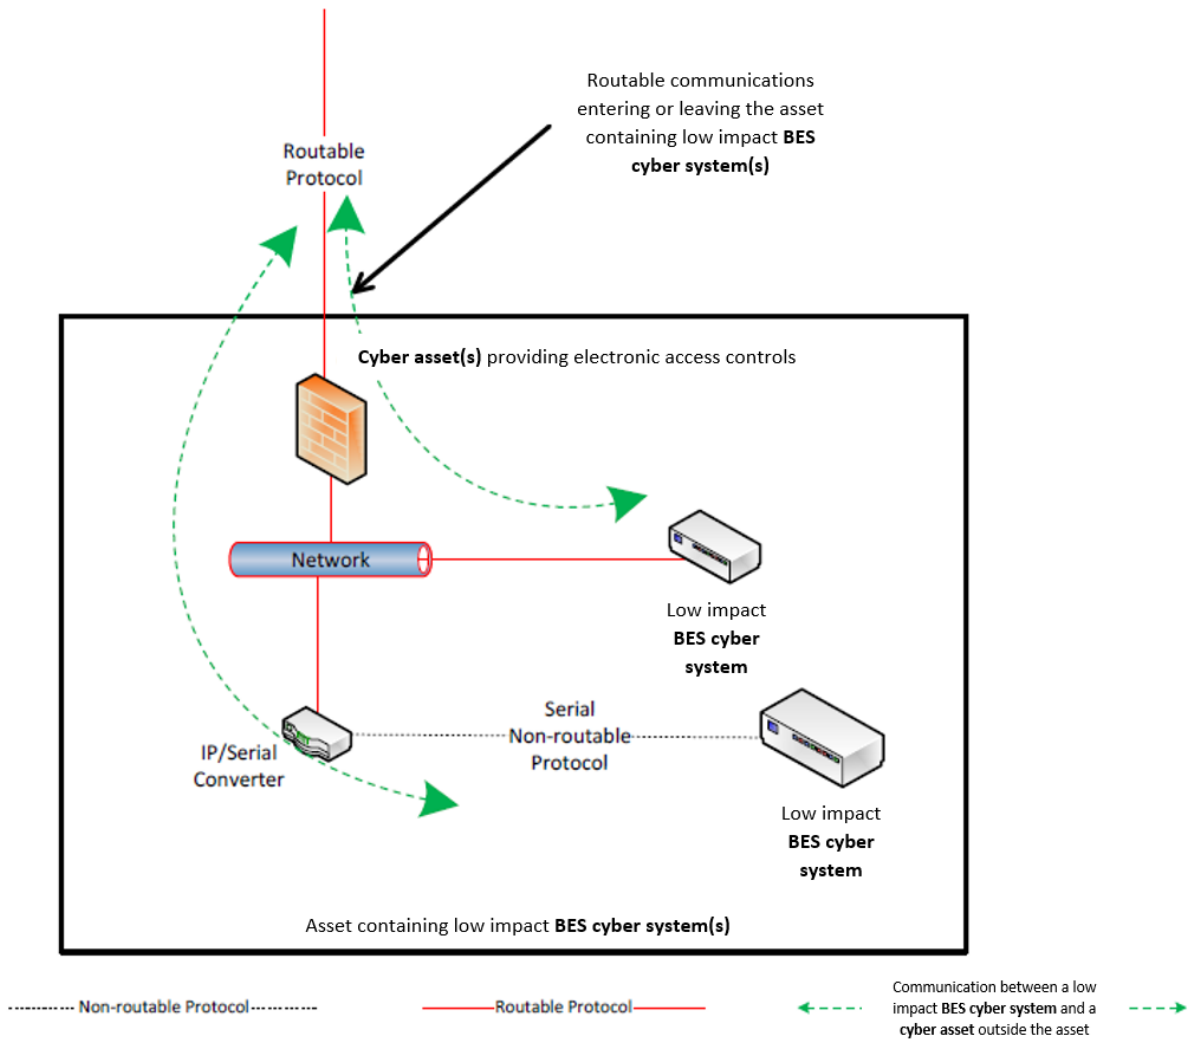 Routable communications
entering or leaving the asset
containing low impact BES
cyber system(s)
Routable
Protocol
Cyber asset(s) providing electronic access controls
Network
Low impact
BES cyber
system
IP/Serial
Converter
Serial
Non-routable
Protocol
Low impact
BES cyber
system
Asset containing low impact BES cyber system(s)
Non-routable Protocol
Routable Protocol
Communication between a low
impact BES cyber system and a
cyber asset outside the asset